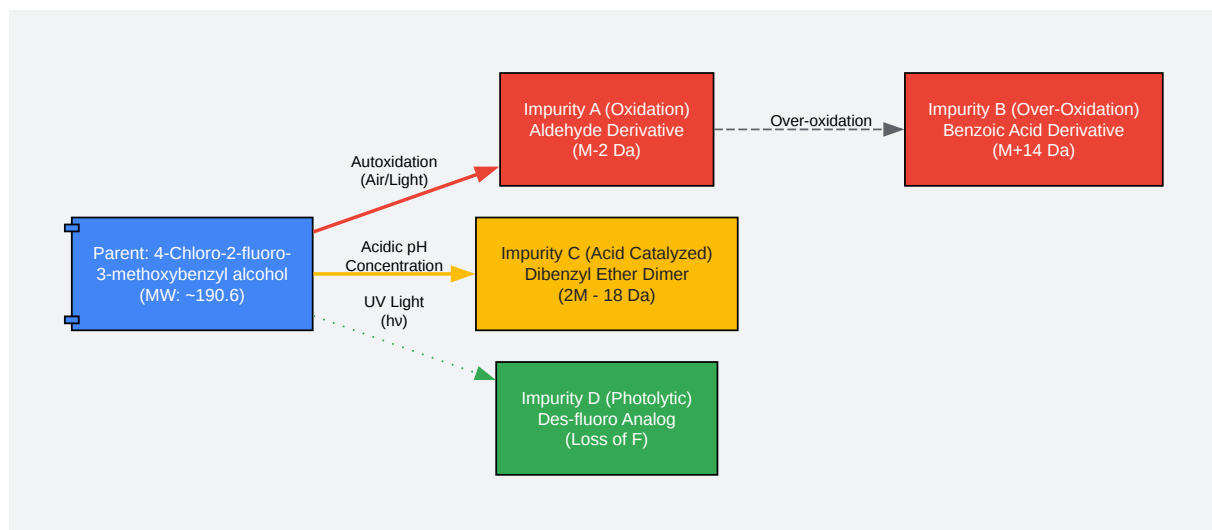 Parent: 4-Chloro-2-fluoro-
3-methoxybenzyl alcohol
(MW: ~190.6)
Autoxidation
(Air/Light)
Impurity A (Oxidation)
Aldehyde Derivative
(M-2 Da)
Over-oxidation
Impurity B (Over-Oxidation)
Benzoic Acid Derivative
(M+14 Da)
Acidic pH
Concentration
Impurity C (Acid Catalyzed)
Dibenzyl Ether Dimer
(2M - 18 Da)
UV Light
(hν)
Impurity D (Photolytic)
Des-fluoro Analog
(Loss of F)